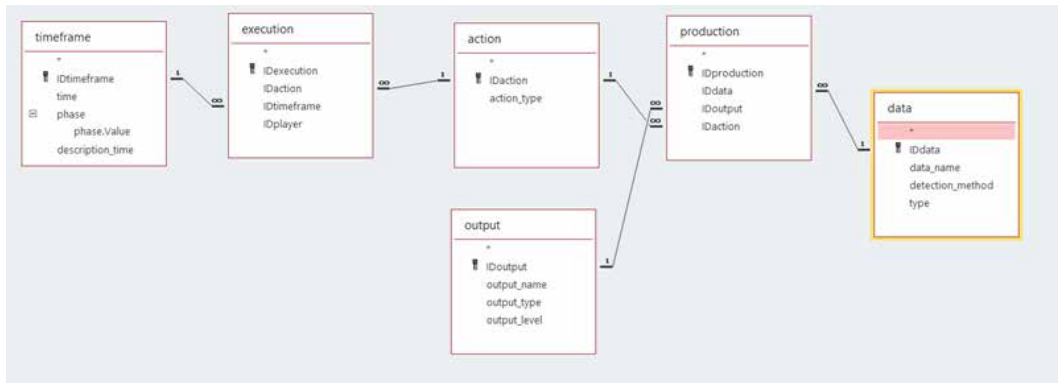 timeframe
*
IDtimeframe
time
phase
phase.Value
description_time
1
∞
execution
*
IDexecution
IDaction
IDtimeframe
IDplayer
∞
1
action
*
IDaction
action_type
1
∞
∞
production
*
IDproduction
IDdata
IDoutput
IDaction
∞
1
data
*
IDdata
data_name
detection_method
type
output
*
IDoutput
output_name
output_type
output_level
1